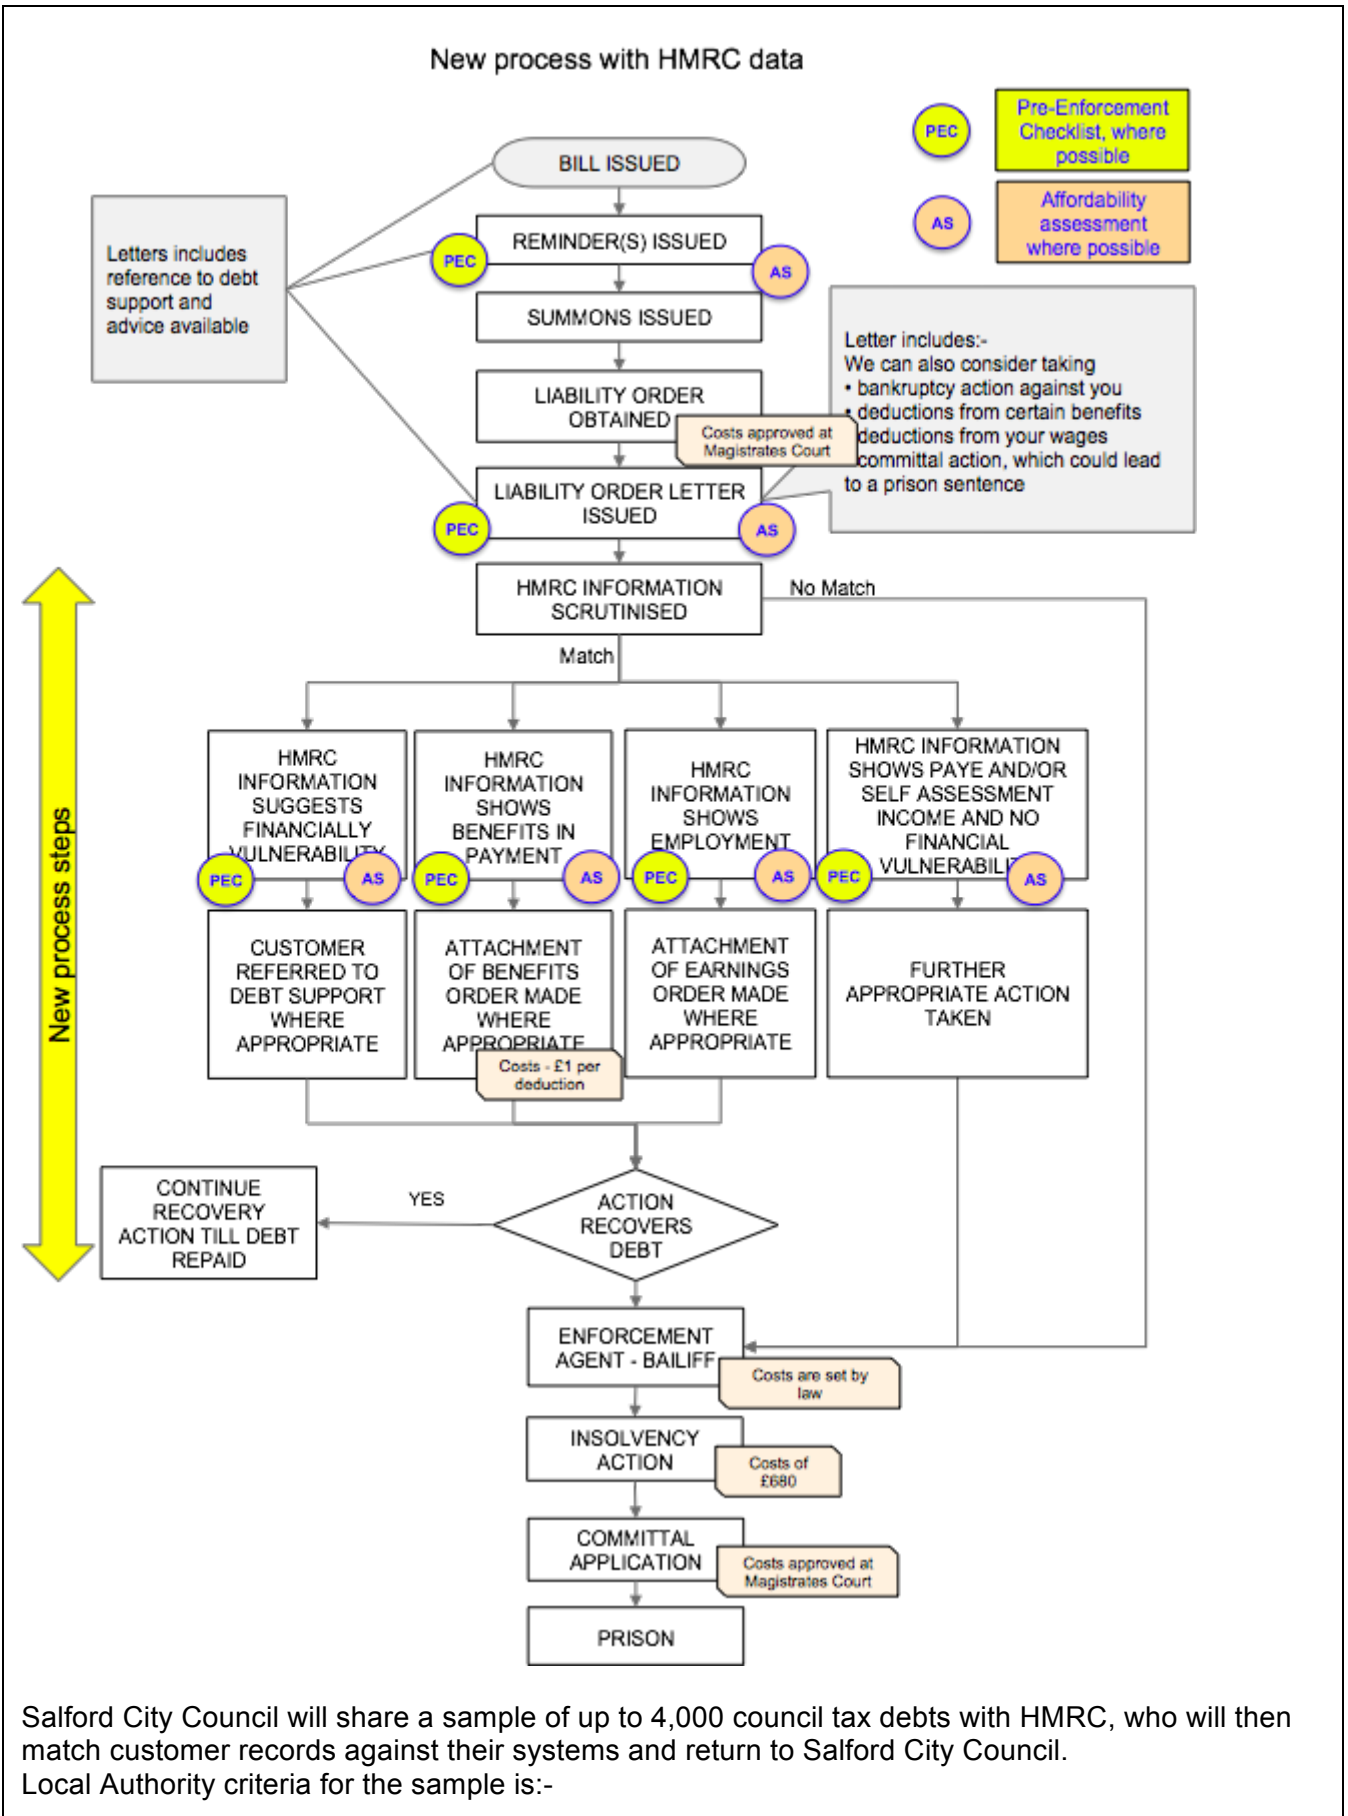 New process with HMRC data
PEC
Pre-Enforcement
Checklist, where
possible
AS
Affordability
assessment
where possible
BILL ISSUED
Letters includes
reference to debt
support and
advice available
REMINDER(S) ISSUED
PEC
AS
SUMMONS ISSUED
LIABILITY ORDER
OBTAINED
Costs approved at
Magistrates Court
Letter includes:-
We can also consider taking
• bankruptcy action against you
• deductions from certain benefits
deductions from your wages
committal action, which could lead
to a prison sentence
LIABILITY ORDER LETTER
ISSUED
PEC
AS
HMRC INFORMATION
SCRUTINISED
No Match
Match
New process steps
HMRC
INFORMATION
SUGGESTS
FINANCIALLY
VULNERABILITY
PEC
AS
HMRC
INFORMATION
SHOWS
BENEFITS IN
PAYMENT
PEC
AS
HMRC
INFORMATION
SHOWS
EMPLOYMENT
PEC
AS
HMRC INFORMATION
SHOWS PAYE AND/OR
SELF ASSESSMENT
INCOME AND NO
FINANCIAL
VULNERABILI
PEC
AS
CUSTOMER
REFERRED TO
DEBT SUPPORT
WHERE
APPROPRIATE
ATTACHMENT
OF BENEFITS
ORDER MADE
WHERE
APPROPRIATE
Costs - £1 per
deduction
ATTACHMENT
OF EARNINGS
ORDER MADE
WHERE
APPROPRIATE
FURTHER
APPROPRIATE ACTION
TAKEN
CONTINUE
RECOVERY
ACTION TILL DEBT
REPAID
YES
ACTION
RECOVERS
DEBT
ENFORCEMENT
AGENT - BAILIFF
Costs are set by
law
INSOLVENCY
ACTION
Costs of
£680
COMMITTAL
APPLICATION
Costs approved at
Magistrates Court
PRISON
Salford City Council will share a sample of up to 4,000 council tax debts with HMRC, who will then
match customer records against their systems and return to Salford City Council.
Local Authority criteria for the sample is:-